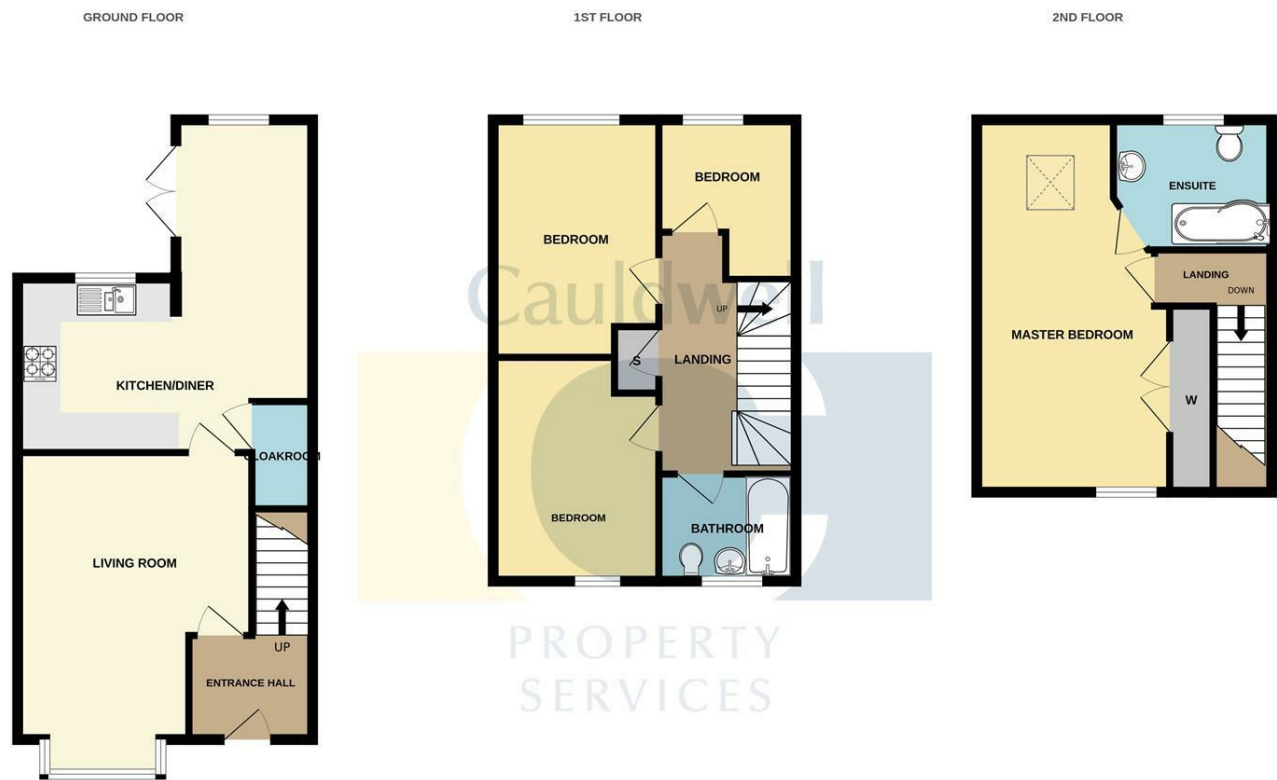 GROUND FLOOR
KITCHEN/DINER
CLOAKROOM
LIVING ROOM
UP
ENTRANCE HALL
1ST FLOOR
BEDROOM
BEDROOM
UP
S
LANDING
BEDROOM
BATHROOM
2ND FLOOR
ENSUITE
LANDING
DOWN
MASTER BEDROOM
W
Cauldwell
PROPERTY
SERVICES